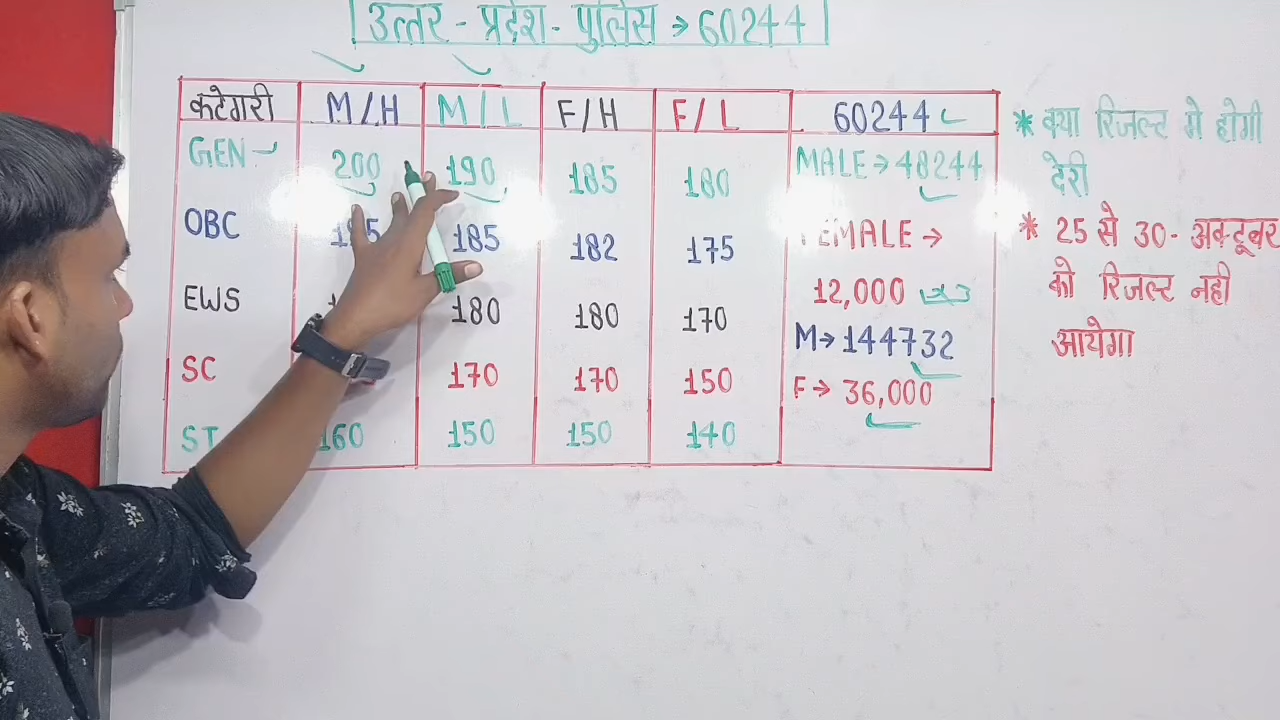 उत्तर - प्रदेश - पुलिस → 60244
कटेगरी M/H M/L F/H F/L 60244
GEN 200 190 185 180 MALE → 48244
OBC 185 182 175 FEMALE →
EWS 180 180 170 12,000 ×3
SC 170 170 150 M → 144732
ST 160 150 150 140 F → 36,000
* क्या रिजल्ट मे होगी
देरी
* 25 से 30 - अक्टूबर
को रिजल्ट नही
आयेगा